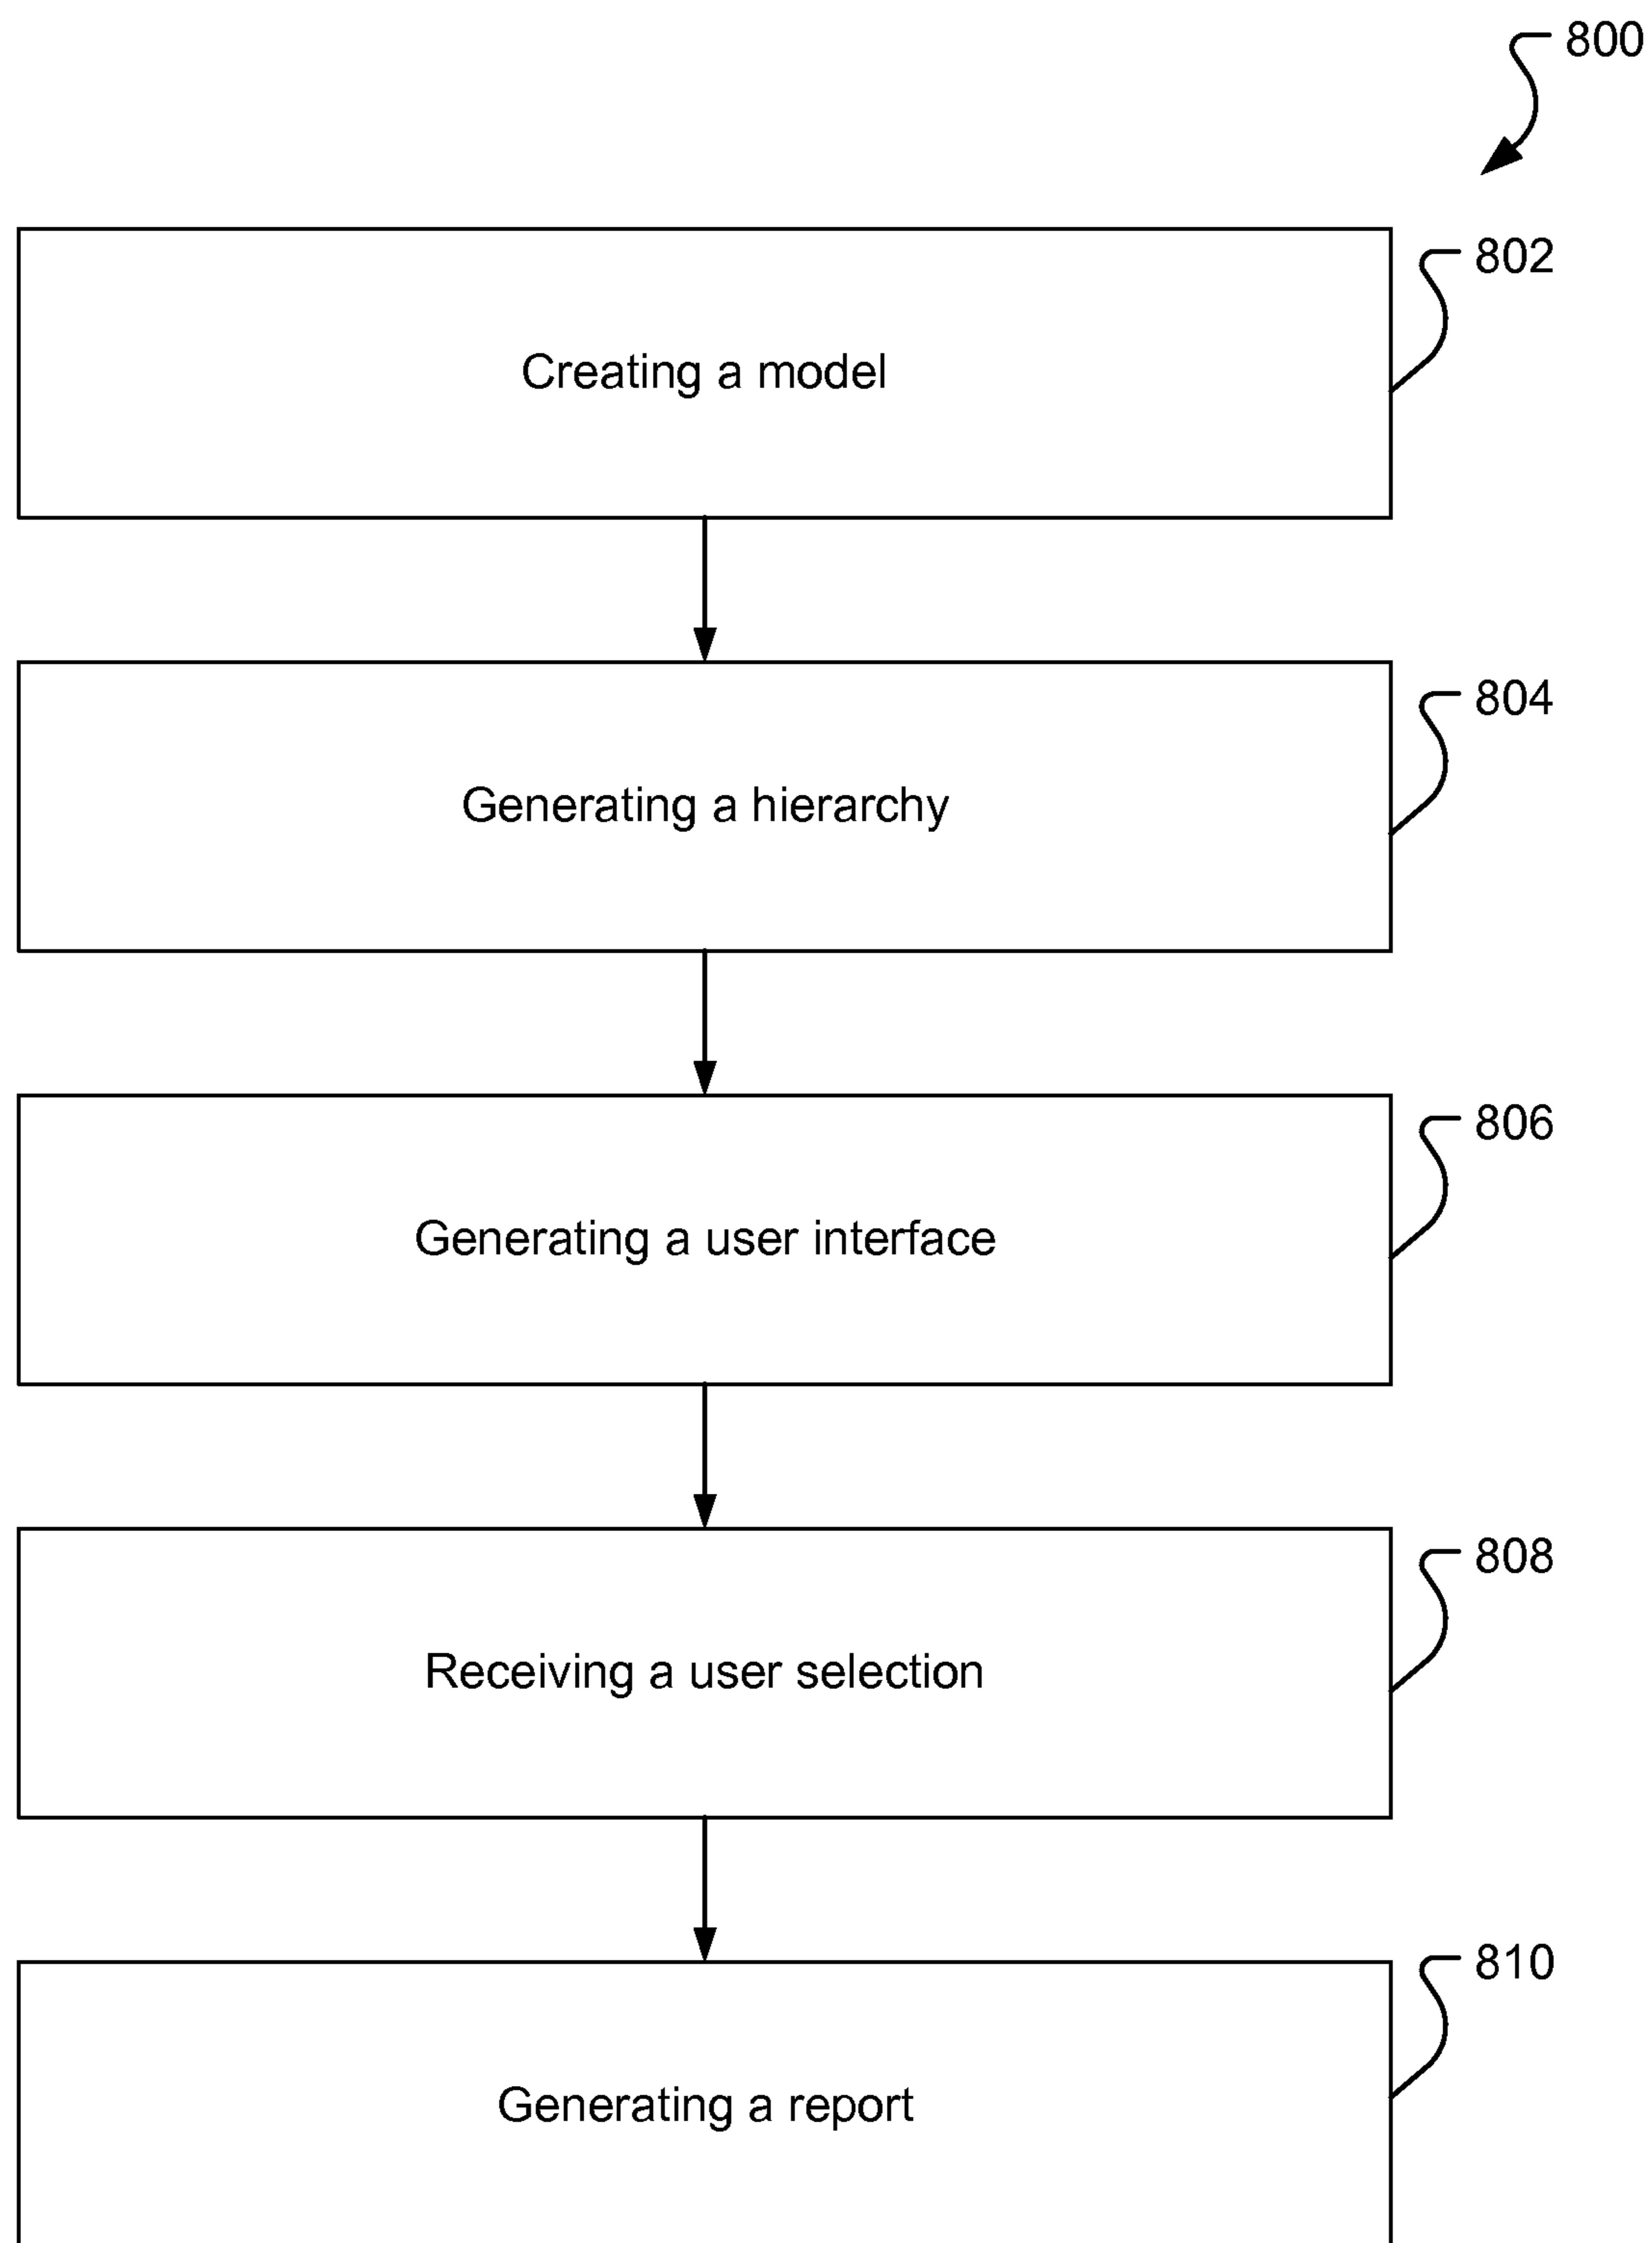 800
802
Creating a model
804
Generating a hierarchy
806
Generating a user interface
808
Receiving a user selection
810
Generating a report